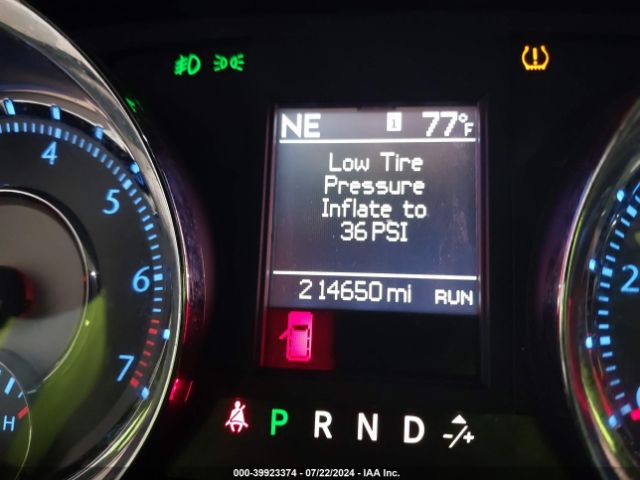 NE i 77°F
Low Tire
Pressure
Inflate to
36 PSI
214650 mi RUN
4
5
6
7
H
2
P R N D -/+
000-39923374 - 07/22/2024 - IAA Inc.